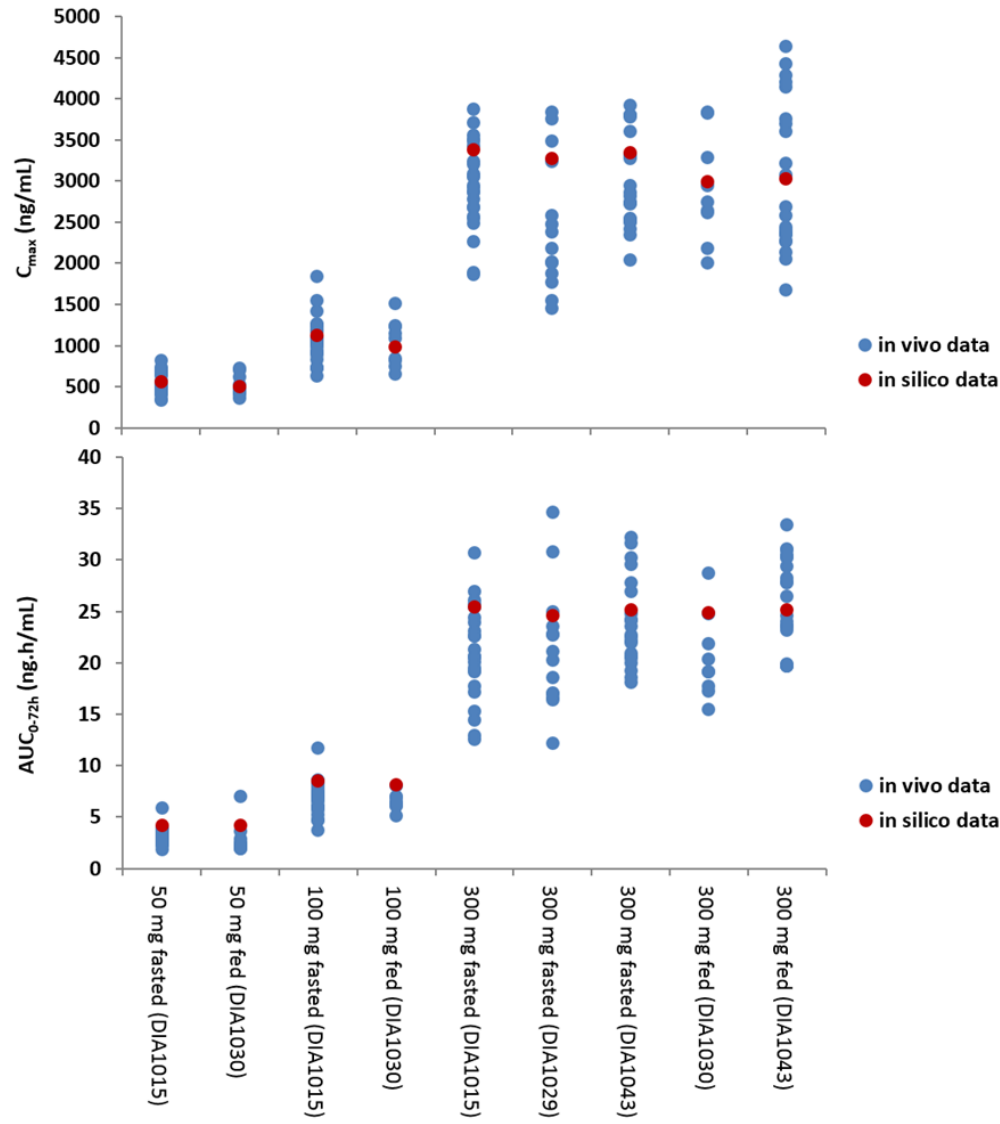 5000
4500
4000
3500
3000
2500
2000
1500
1000
500
0
Cmax (ng/mL)
in vivo data
in silico data
40
35
30
25
20
15
10
5
0
AUC0-72h (ng.h/mL)
in vivo data
in silico data
50 mg fasted (DIA1015)
50 mg fed (DIA1030)
100 mg fasted (DIA1015)
100 mg fed (DIA1030)
300 mg fasted (DIA1015)
300 mg fasted (DIA1029)
300 mg fasted (DIA1043)
300 mg fed (DIA1030)
300 mg fed (DIA1043)